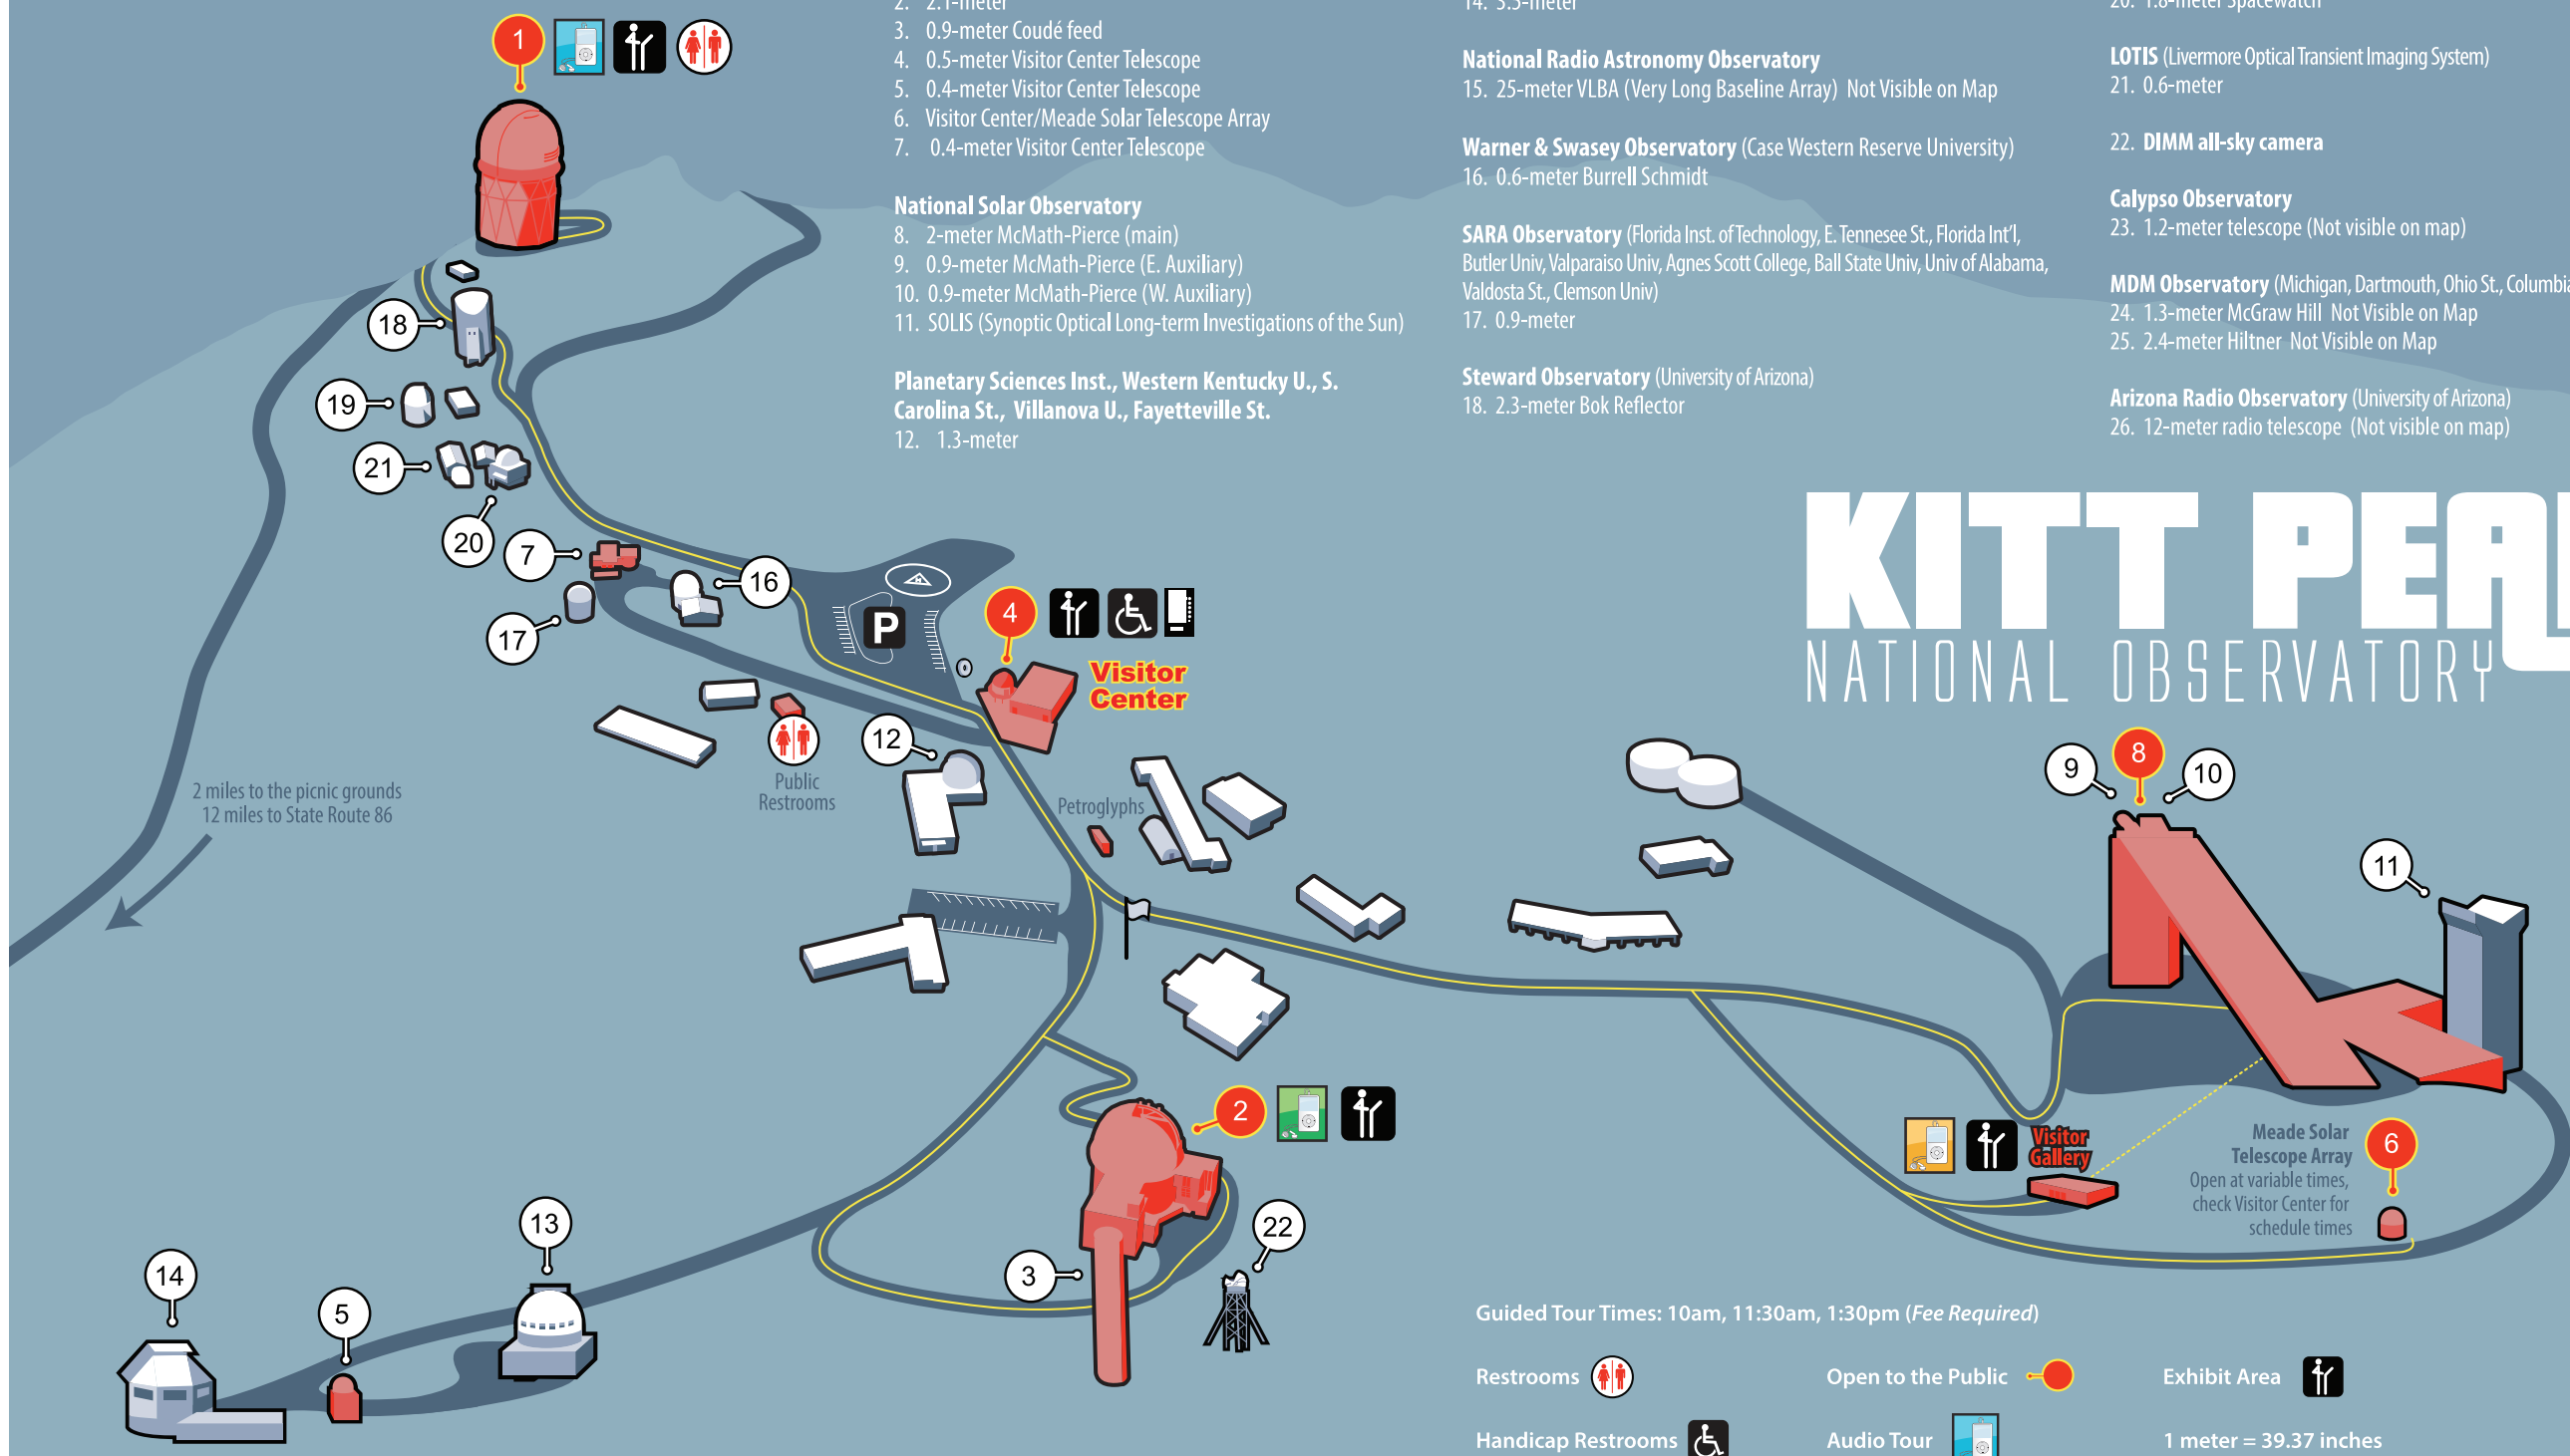 2. 2.1-meter
3. 0.9-meter Coudé feed
4. 0.5-meter Visitor Center Telescope
5. 0.4-meter Visitor Center Telescope
6. Visitor Center/Meade Solar Telescope Array
7. 0.4-meter Visitor Center Telescope
National Solar Observatory
8. 2-meter McMath-Pierce (main)
9. 0.9-meter McMath-Pierce (E. Auxiliary)
10. 0.9-meter McMath-Pierce (W. Auxiliary)
11. SOLIS (Synoptic Optical Long-term Investigations of the Sun)
Planetary Sciences Inst., Western Kentucky U., S.
Carolina St., Villanova U., Fayetteville St.
12. 1.3-meter
14. 3.5-meter
National Radio Astronomy Observatory
15. 25-meter VLBA (Very Long Baseline Array) Not Visible on Map
Warner & Swasey Observatory (Case Western Reserve University)
16. 0.6-meter Burrell Schmidt
SARA Observatory (Florida Inst. of Technology, E. Tennesee St., Florida Int'l,
Butler Univ, Valparaiso Univ, Agnes Scott College, Ball State Univ, Univ of Alabama,
Valdosta St., Clemson Univ)
17. 0.9-meter
Steward Observatory (University of Arizona)
18. 2.3-meter Bok Reflector
20. 1.8-meter Spacewatch
LOTIS (Livermore Optical Transient Imaging System)
21. 0.6-meter
22. DIMM all-sky camera
Calypso Observatory
23. 1.2-meter telescope (Not visible on map)
MDM Observatory (Michigan, Dartmouth, Ohio St., Columbia
24. 1.3-meter McGraw Hill Not Visible on Map
25. 2.4-meter Hiltner Not Visible on Map
Arizona Radio Observatory (University of Arizona)
26. 12-meter radio telescope (Not visible on map)
KITT PEA
NATIONAL OBSERVATORY
1
18
19
21
20
7
16
17
P
4
Visitor
Center
12
Public
Restrooms
Petroglyphs
2 miles to the picnic grounds
12 miles to State Route 86
9
8
10
11
2
Visitor
Gallery
Meade Solar
Telescope Array
Open at variable times,
check Visitor Center for
schedule times
6
13
22
14
5
3
Guided Tour Times: 10am, 11:30am, 1:30pm (Fee Required)
Restrooms
Open to the Public
Exhibit Area
Handicap Restrooms
Audio Tour
1 meter = 39.37 inches